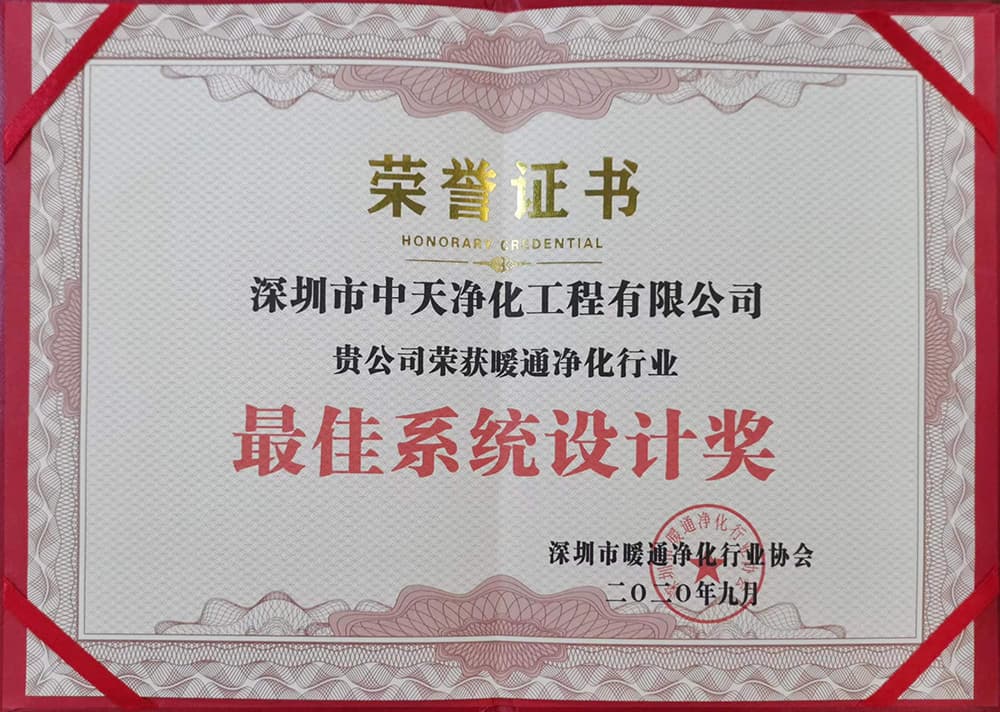 荣誉证书
HONORARY CREDENTIAL
深圳市中天净化工程有限公司
贵公司荣获暖通净化行业
最佳系统设计奖
深圳市暖通净化行业协会
二〇二〇年九月